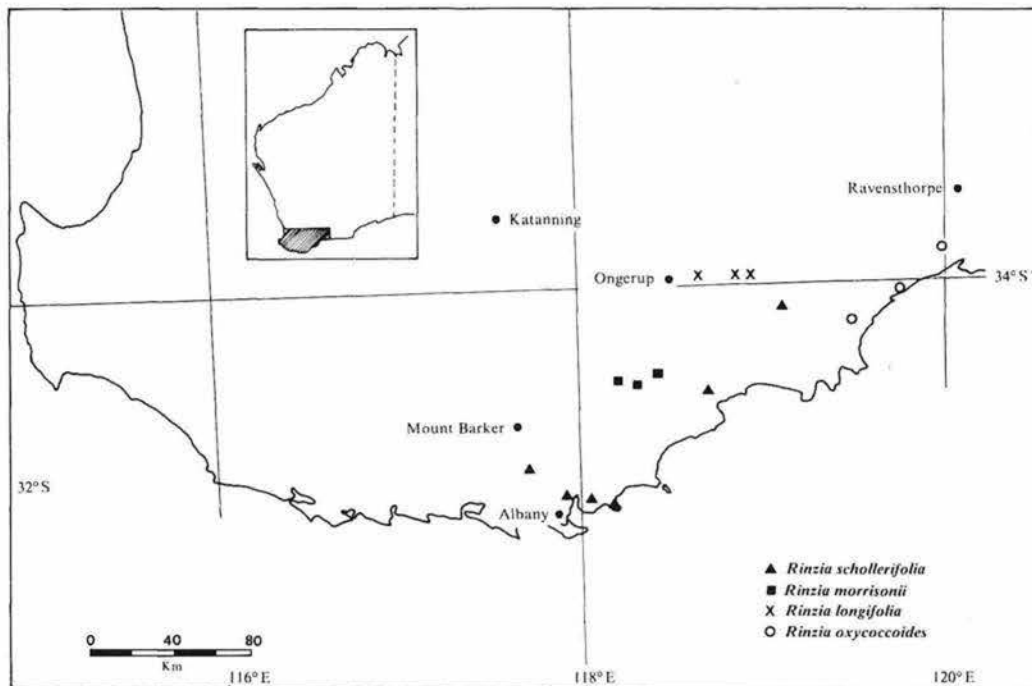 Ravensthorpe
Katanning
Ongerup
34°S
Mount Barker
32°S
Albany
Rinzia schollerifolia
Rinzia morrisonii
X Rinzia longifolia
Rinzia oxycoccoides
0 40 80
Km
116°E
118°E
120°E